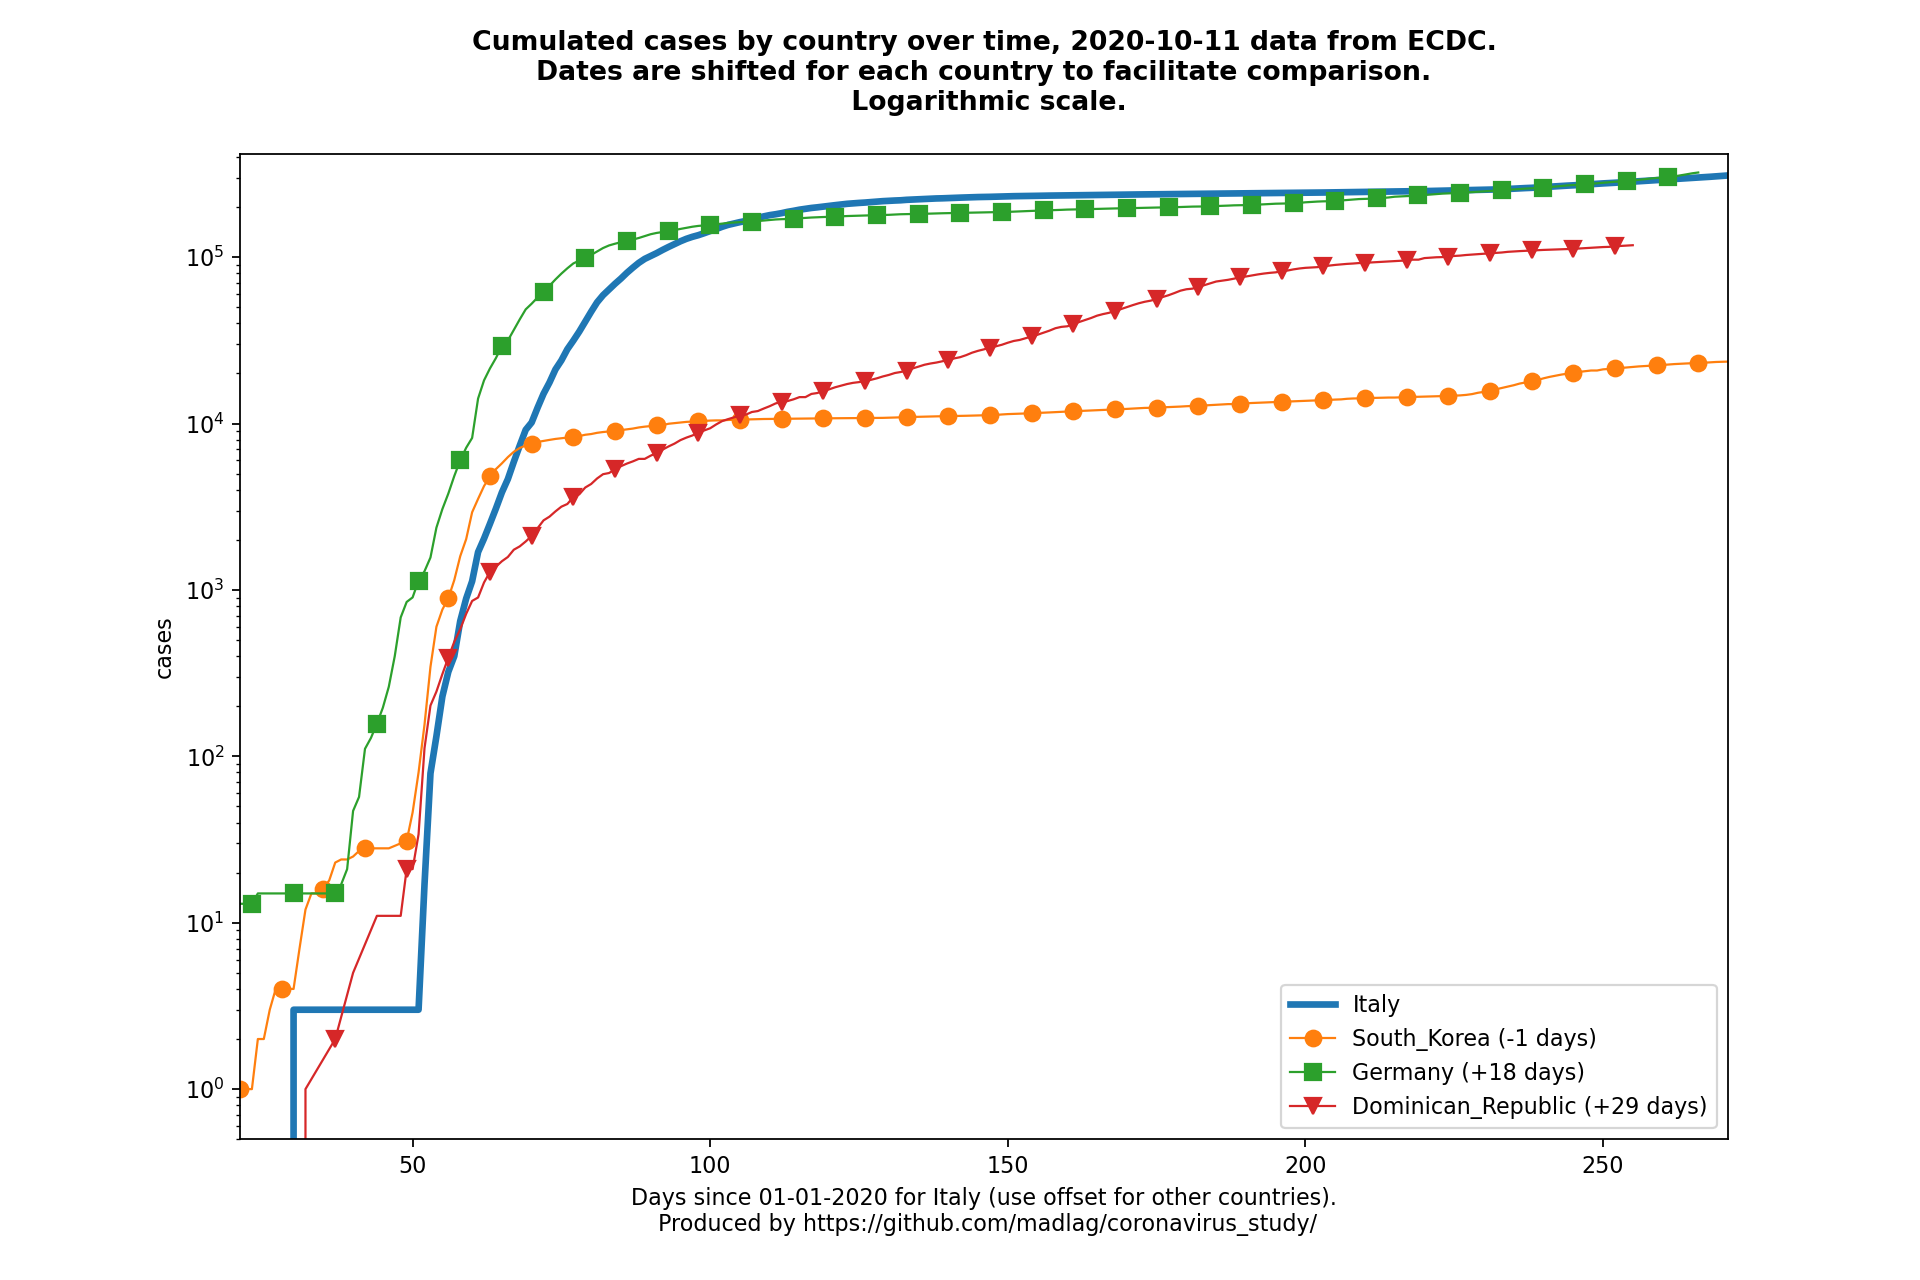 Cumulated cases by country over time, 2020-10-11 data from ECDC.
Dates are shifted for each country to facilitate comparison.
Logarithmic scale.
10^5
10^4
10^3
10^2
10^1
10^0
cases
50 100 150 200 250
Italy
South_Korea (-1 days)
Germany (+18 days)
Dominican_Republic (+29 days)
Days since 01-01-2020 for Italy (use offset for other countries).
Produced by https://github.com/madlag/coronavirus_study/